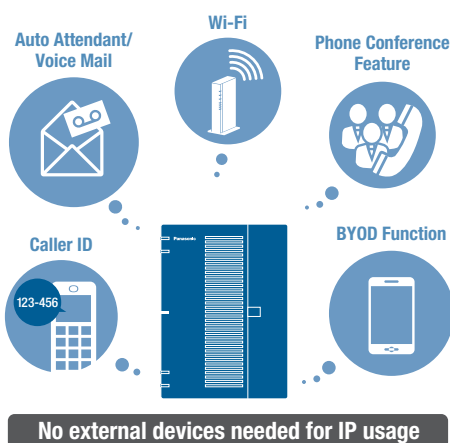 Wi-Fi
Auto Attendant/
Voice Mail
Phone Conference
Feature
Caller ID
123-456
Panasonic
BYOD Function
No external devices needed for IP usage